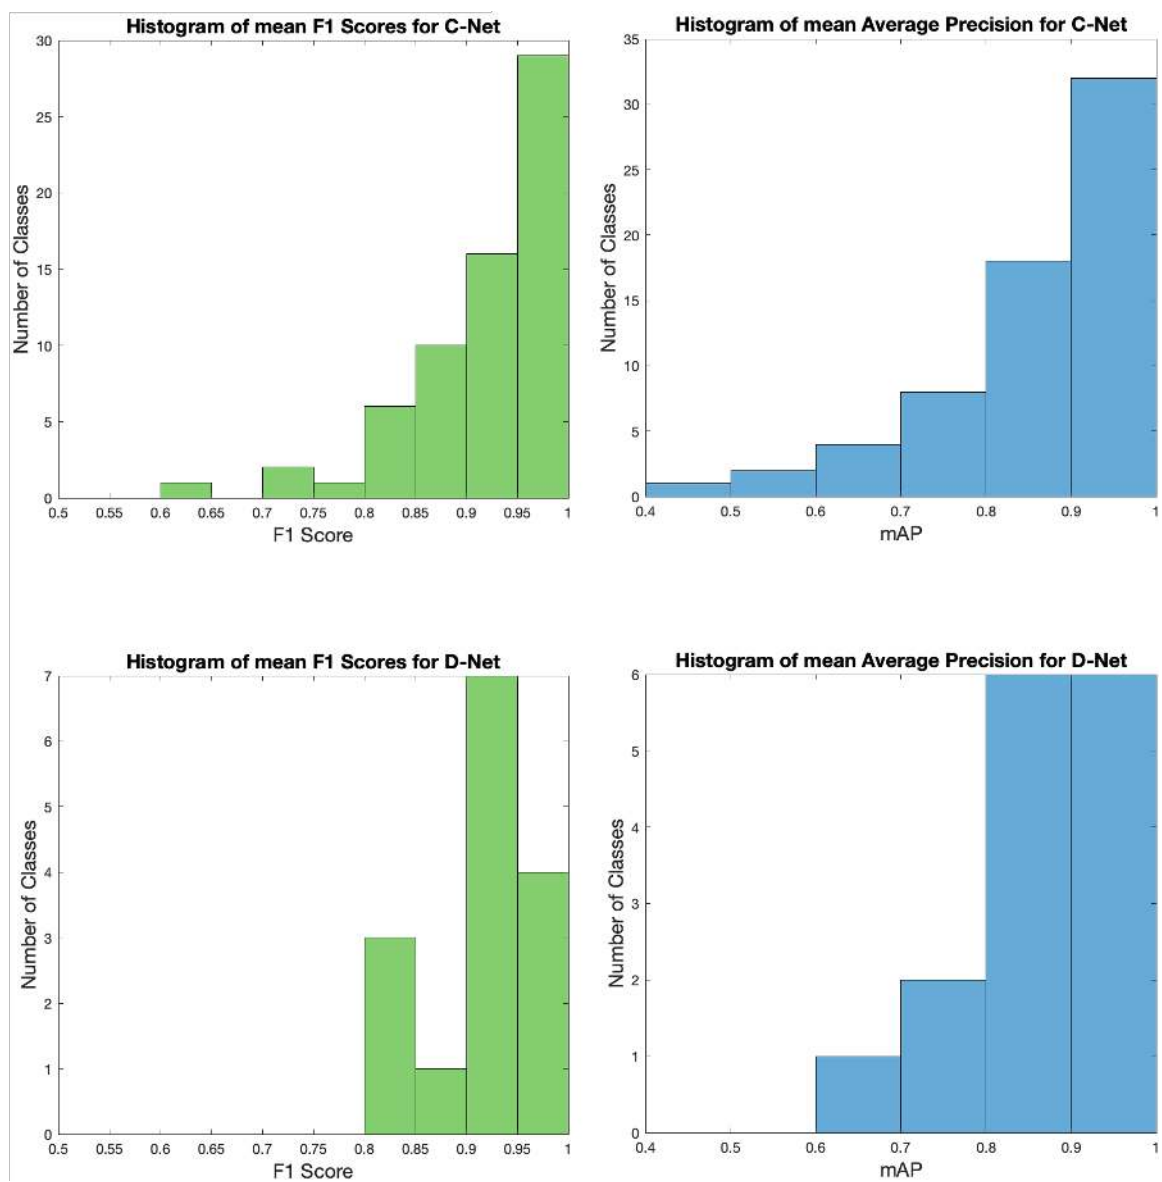 Histogram of mean F1 Scores for C-Net
30
25
20
15
10
5
0
Number of Classes
0.5 0.55 0.6 0.65 0.7 0.75 0.8 0.85 0.9 0.95 1
F1 Score
Histogram of mean Average Precision for C-Net
35
30
25
20
15
10
5
0
Number of Classes
0.4 0.5 0.6 0.7 0.8 0.9 1
mAP
Histogram of mean F1 Scores for D-Net
7
6
5
4
3
2
1
0
Number of Classes
0.5 0.55 0.6 0.65 0.7 0.75 0.8 0.85 0.9 0.95 1
F1 Score
Histogram of mean Average Precision for D-Net
6
5
4
3
2
1
0
Number of Classes
0.4 0.5 0.6 0.7 0.8 0.9 1
mAP